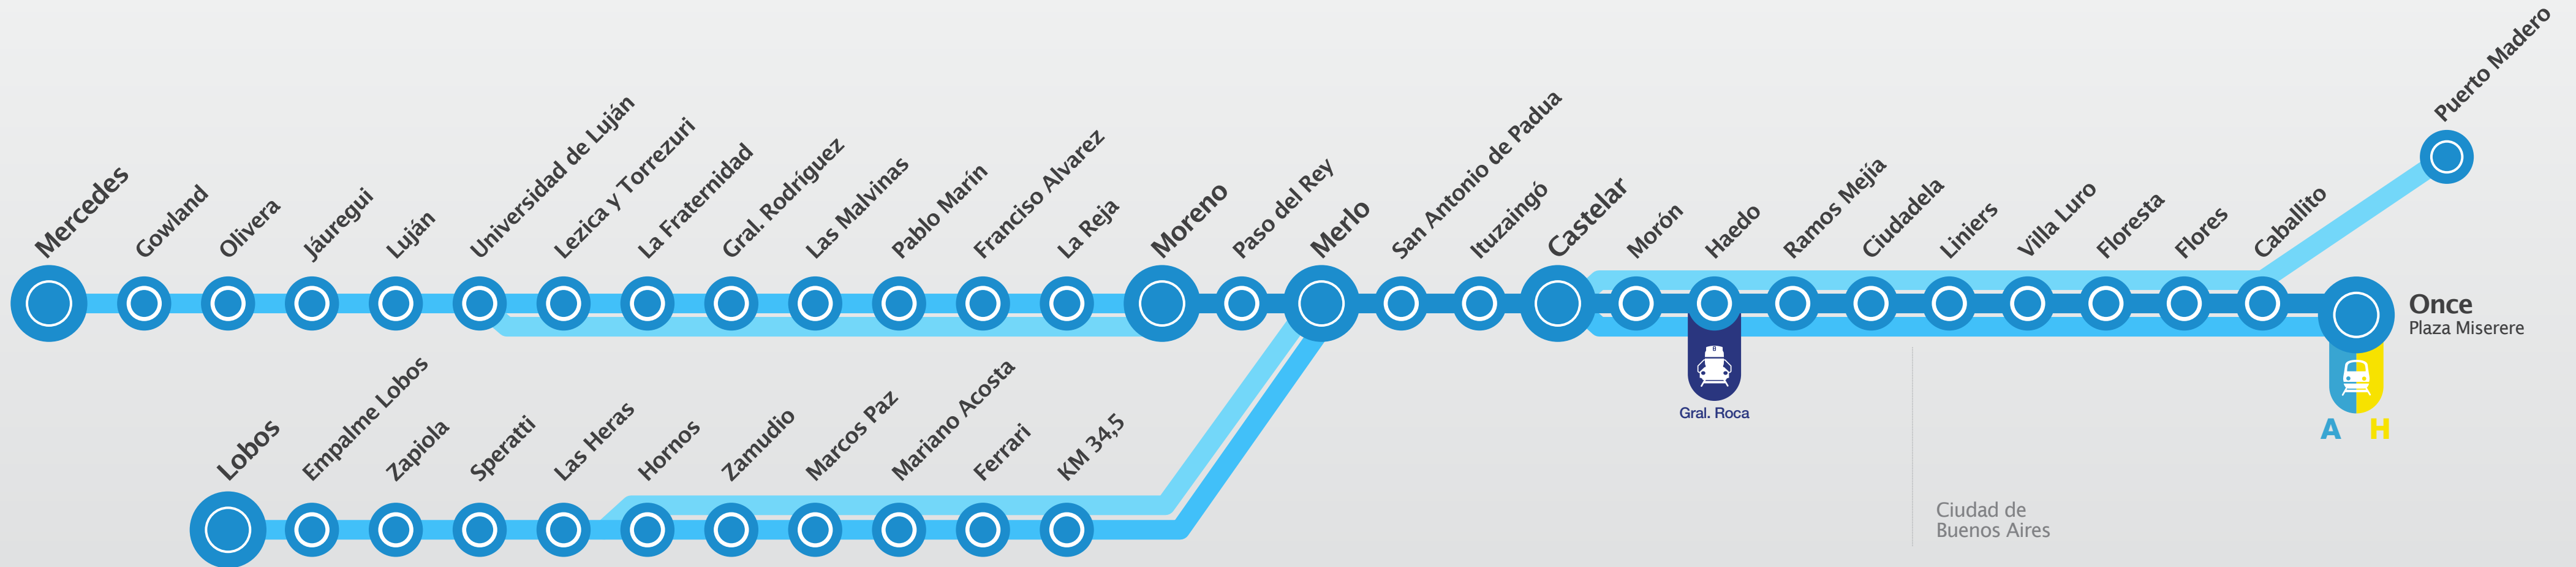 Mercedes
Gowland
Olivera
Jáuregui
Luján
Universidad de Luján
Lezica y Torrezuri
La Fraternidad
Gral. Rodríguez
Las Malvinas
Pablo Marín
Franciso Alvarez
La Reja
Moreno
Paso del Rey
Merlo
San Antonio de Padua
Ituzaingó
Castelar
Morón
Haedo
Ramos Mejía
Ciudadela
Liniers
Villa Luro
Floresta
Flores
Caballito
Puerto Madero
Once
Plaza Miserere
A H
Gral. Roca
Lobos
Empalme Lobos
Zapiola
Speratti
Las Heras
Hornos
Zamudio
Marcos Paz
Mariano Acosta
Ferrari
KM 34,5
Ciudad de
Buenos Aires